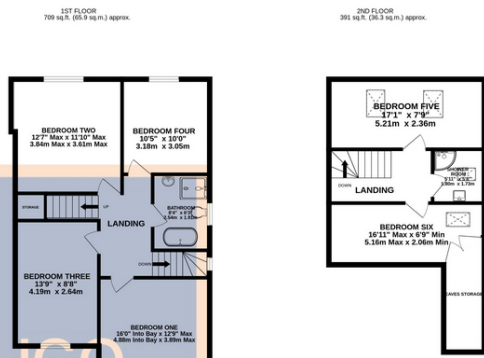 1ST FLOOR
709 sq.ft. (65.9 sq.m.) approx.
BEDROOM TWO
12'7" Max x 11'10" Max
3.84m Max x 3.61m Max
BEDROOM FOUR
10'5" x 10'0"
3.18m x 3.05m
STORAGE
UP
BATHROOM
LANDING
DOWN
BEDROOM THREE
13'9" x 8'8"
4.19m x 2.64m
BEDROOM ONE
16'0" Into Bay x 12'9" Max
4.88m Into Bay x 3.89m Max
2ND FLOOR
391 sq.ft. (36.3 sq.m.) approx.
BEDROOM FIVE
17'1" x 7'9"
5.21m x 2.36m
SHOWER
ROOM
DOWN
LANDING
BEDROOM SIX
16'11" Max x 6'9" Min
5.16m Max x 2.06m Min
EAVES STORAGE